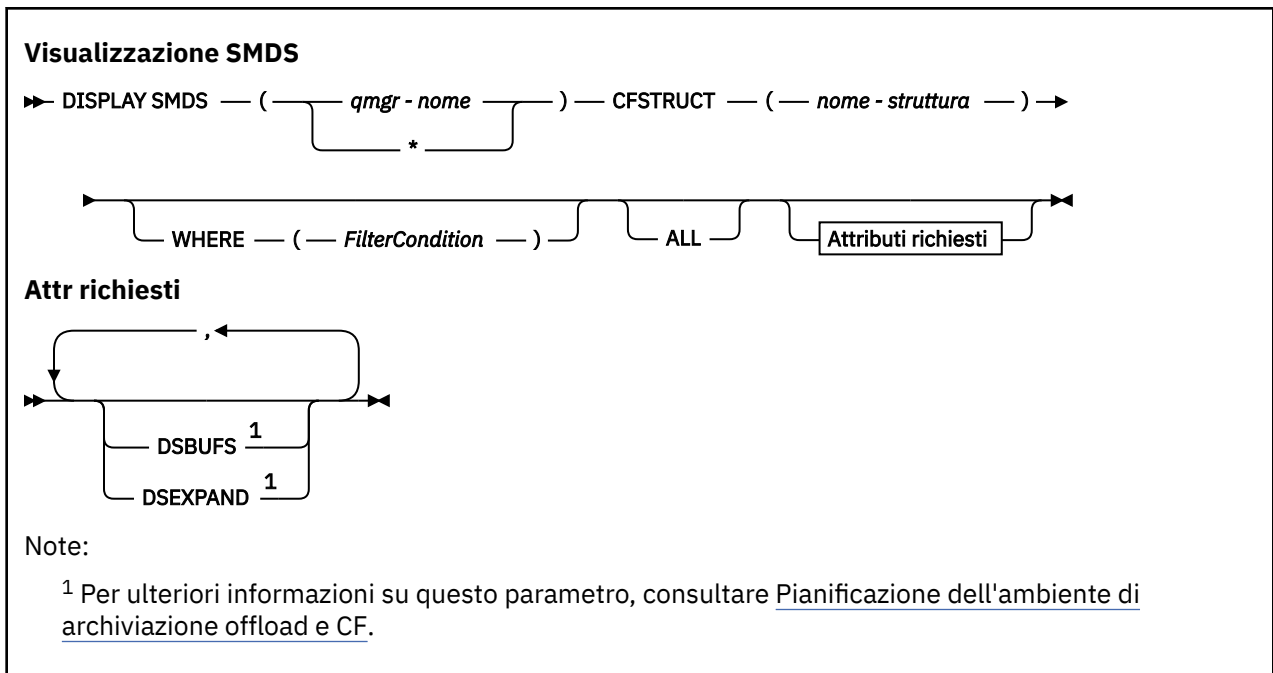 Visualizzazione SMDS
DISPLAY SMDS ( qmgr - nome ) CFSTRUCT ( nome - struttura )
*
WHERE ( FilterCondition ) ALL Attributi richiesti
Attr richiesti
,
DSBUFS 1
DSEXPAND 1
Note:
1 Per ulteriori informazioni su questo parametro, consultare Pianificazione dell'ambiente di
archiviazione offload e CF.